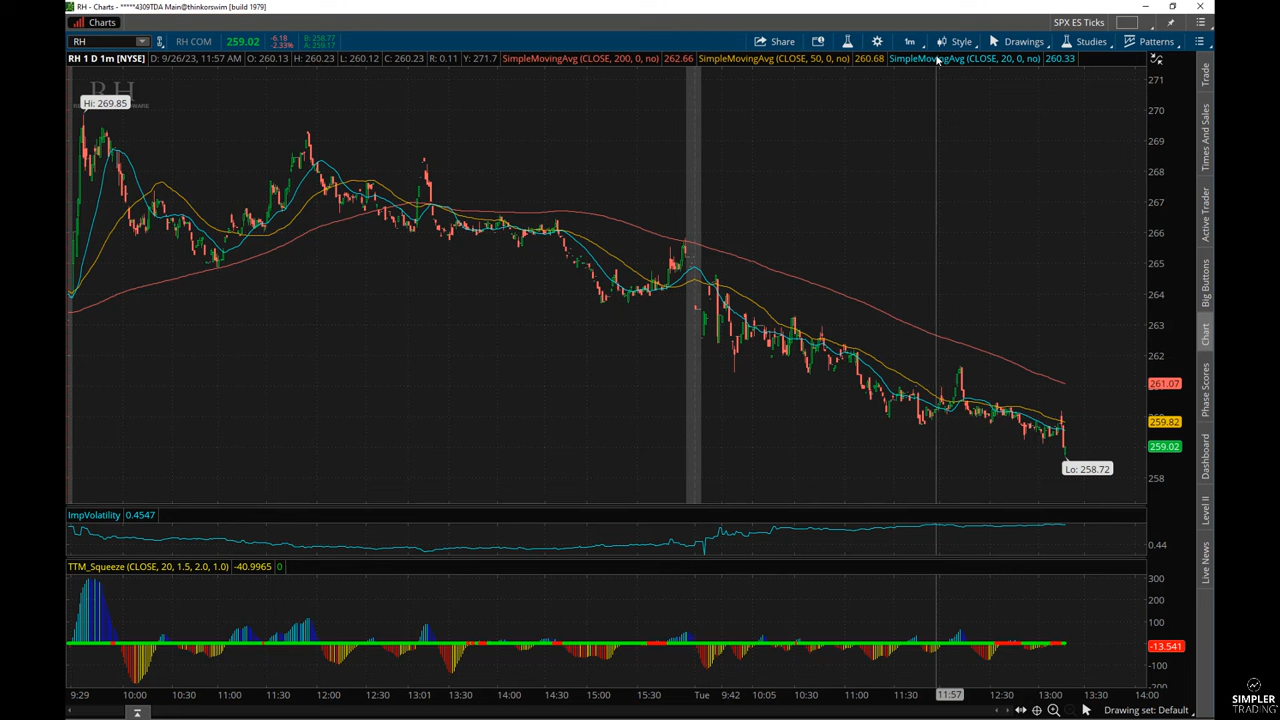 RH - Charts - *****4309TDA Main@thinkorswim [build 1979]
Charts
SPX ES Ticks
RH
RH COM
259.02
-6.18
-2.33%
B: 258.77
A: 259.17
Share
1m
Style
Drawings
Studies
Patterns
RH 1 D 1m [NYSE] D: 9/26/23, 11:57 AM O: 260.13 H: 260.23 L: 260.12 C: 260.23 R: 0.11 Y: 271.7 SimpleMovingAvg (CLOSE, 200, 0, no) 262.66 SimpleMovingAvg (CLOSE, 50, 0, no) 260.68 SimpleMovingAvg (CLOSE, 20, 0, no) 260.33
RH
Hi: 269.85
271
270
269
268
267
266
265
264
263
262
261.07
259.82
259.02
Lo: 258.72
258
ImpVolatility 0.4547
0.44
TTM_Squeeze (CLOSE, 20, 1.5, 2.0, 1.0) -40.9965 0
300
200
100
-13.541
-100
9:29 10:00 10:30 11:00 11:30 12:00 12:30 13:01 13:30 14:00 14:30 15:00 15:30 Tue 9:42 10:05 10:30 11:00 11:30 11:57 12:30 13:00 13:30 14:00
Drawing set: Default
Trade
Times And Sales
Active Trader
Big Buttons
Chart
Phase Scores
Dashboard
Level II
Live News
SIMPLER
TRADING